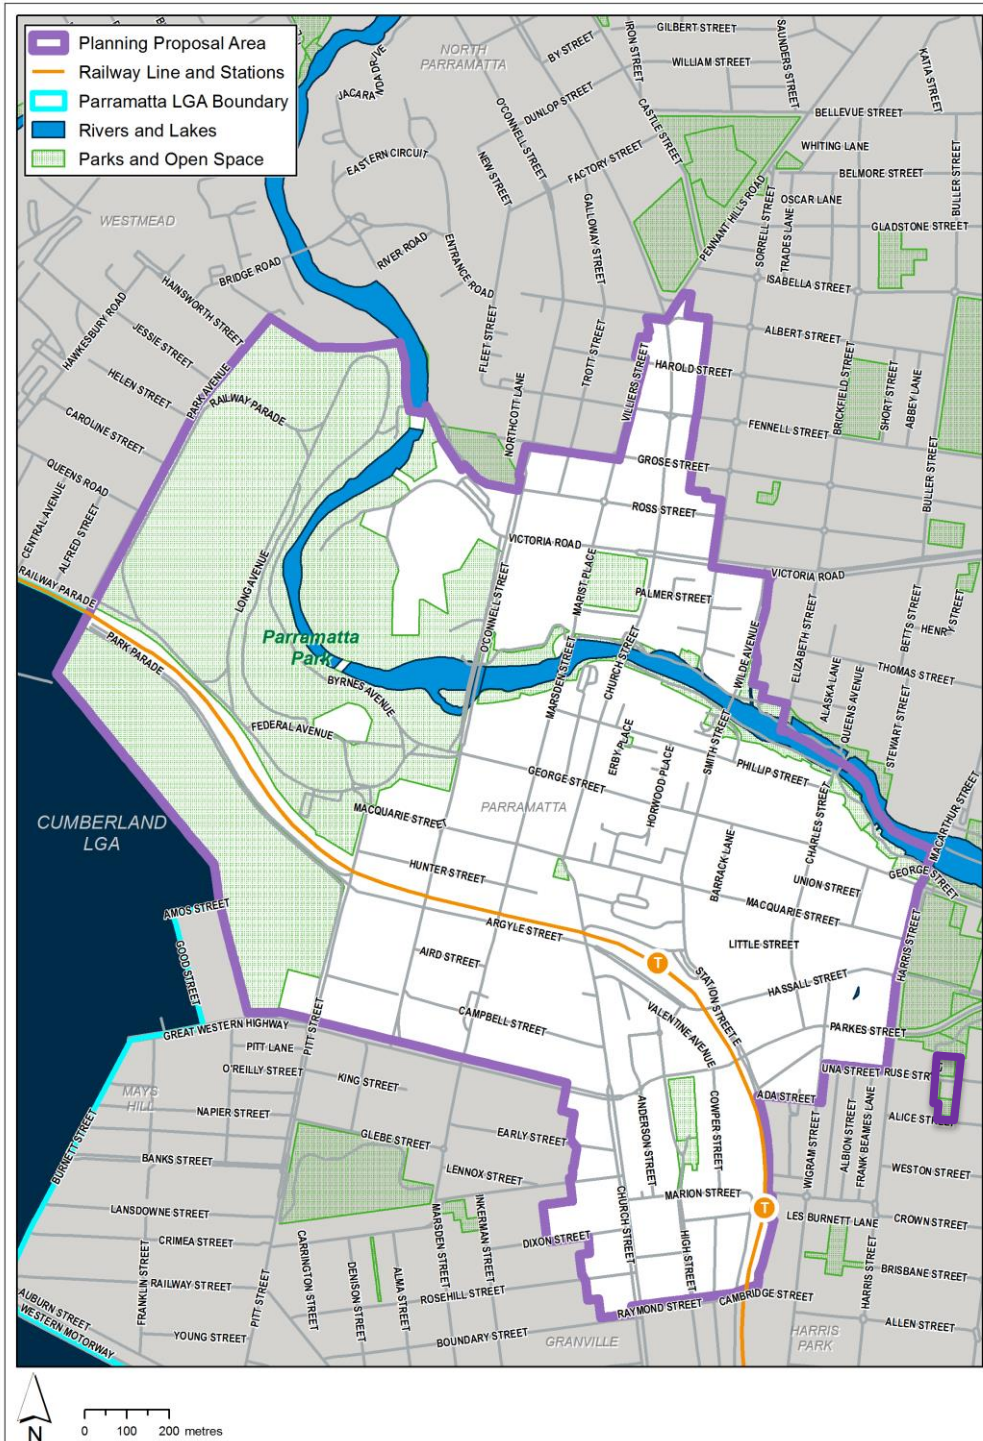 Planning Proposal Area
Railway Line and Stations
Parramatta LGA Boundary
Rivers and Lakes
Parks and Open Space
NORTH
PARRAMATTA
BY STREET
IRON STREET
GILBERT STREET
WILLIAM STREET
SAUNDERS STREET
KATIA STREET
JACARA
NDA DRIVE
O'CONNELL STREET
DUNLOP STREET
CASTLE STREET
BELLEVUE STREET
WHITING LANE
EASTERN CIRCUIT
NEW STREET
FACTORY STREET
BELMORE STREET
BULLER STREET
OSCAR LANE
GALLOWAY STREET
PENNANT HILLS ROAD
SORRELL STREET
TRADES LANE
GLADSTONE STREET
WESTMEAD
RIVER ROAD
ENTRANCE ROAD
BRIDGE ROAD
ISABELLA STREET
HAINSWORTH STREET
HAWKESBURY ROAD
JESSIE STREET
FLEET STREET
TROTT STREET
VILLIERS STREET
ALBERT STREET
HAROLD STREET
BRICKFIELD STREET
SHORT STREET
ABBEY LANE
HELEN STREET
PARK AVENUE
RAILWAY PARADE
NORTHCOTT LANE
CAROLINE STREET
FENNELL STREET
GROSE STREET
QUEENS ROAD
CENTRAL AVENUE
ALFRED STREET
BULLER STREET
ROSS STREET
VICTORIA ROAD
VICTORIA ROAD
RAILWAY PARADE
LONG AVENUE
O'CONNELL STREET
MARIST PLACE
PALMER STREET
ELIZABETH STREET
BETTS STREET
HENRY STREET
Parramatta
Park
PARK PARADE
BYRNES AVENUE
MARSDEN STREET
CHURCH STREET
WILDE AVENUE
ALASKA LANE
QUEENS AVENUE
THOMAS STREET
STEWART STREET
FEDERAL AVENUE
ERBY PLACE
SMITH STREET
PHILLIP STREET
GEORGE STREET
HORWOOD PLACE
MACARTHUR STREET
MACQUARIE STREET
PARRAMATTA
CHARLES STREET
CUMBERLAND
LGA
HUNTER STREET
BARRACK LANE
UNION STREET
GEORGE STREET
MACQUARIE STREET
AMOS STREET
GOOD STREET
ARGYLE STREET
LITTLE STREET
HARRIS STREET
T
AIRD STREET
STATION STREET E
HASSALL STREET
CAMPBELL STREET
VALENTINE AVENUE
PARKES STREET
GREAT WESTERN HIGHWAY
PITT STREET
PITT LANE
O'REILLY STREET
KING STREET
UNA STREET
ADA STREET
MAYS
HILL
NAPIER STREET
ANDERSON STREET
COWPER STREET
WIGRAM STREET
ALBION STREET
FRANK BEAMES LANE
BURNETT STREET
GLEBE STREET
EARLY STREET
BANKS STREET
LENNOX STREET
WESTON STREET
MARION STREET
T
LANSDOWNE STREET
MARSDEN STREET
INKERMAN STREET
CHURCH STREET
LES BURNETT LANE
CROWN STREET
CRIMEA STREET
DIXON STREET
HIGH STREET
FRANKLIN STREET
CARRINGTON STREET
DENISON STREET
ALMA STREET
HARRIS STREET
BRISBANE STREET
RAILWAY STREET
PITT STREET
ROSEHILL STREET
CAMBRIDGE STREET
RAYMOND STREET
AUBURN STREET
WESTERN MOTORWAY
YOUNG STREET
BOUNDARY STREET
GRANVILLE
HARRIS
PARK
ALLEN STREET
N
0 100 200 metres